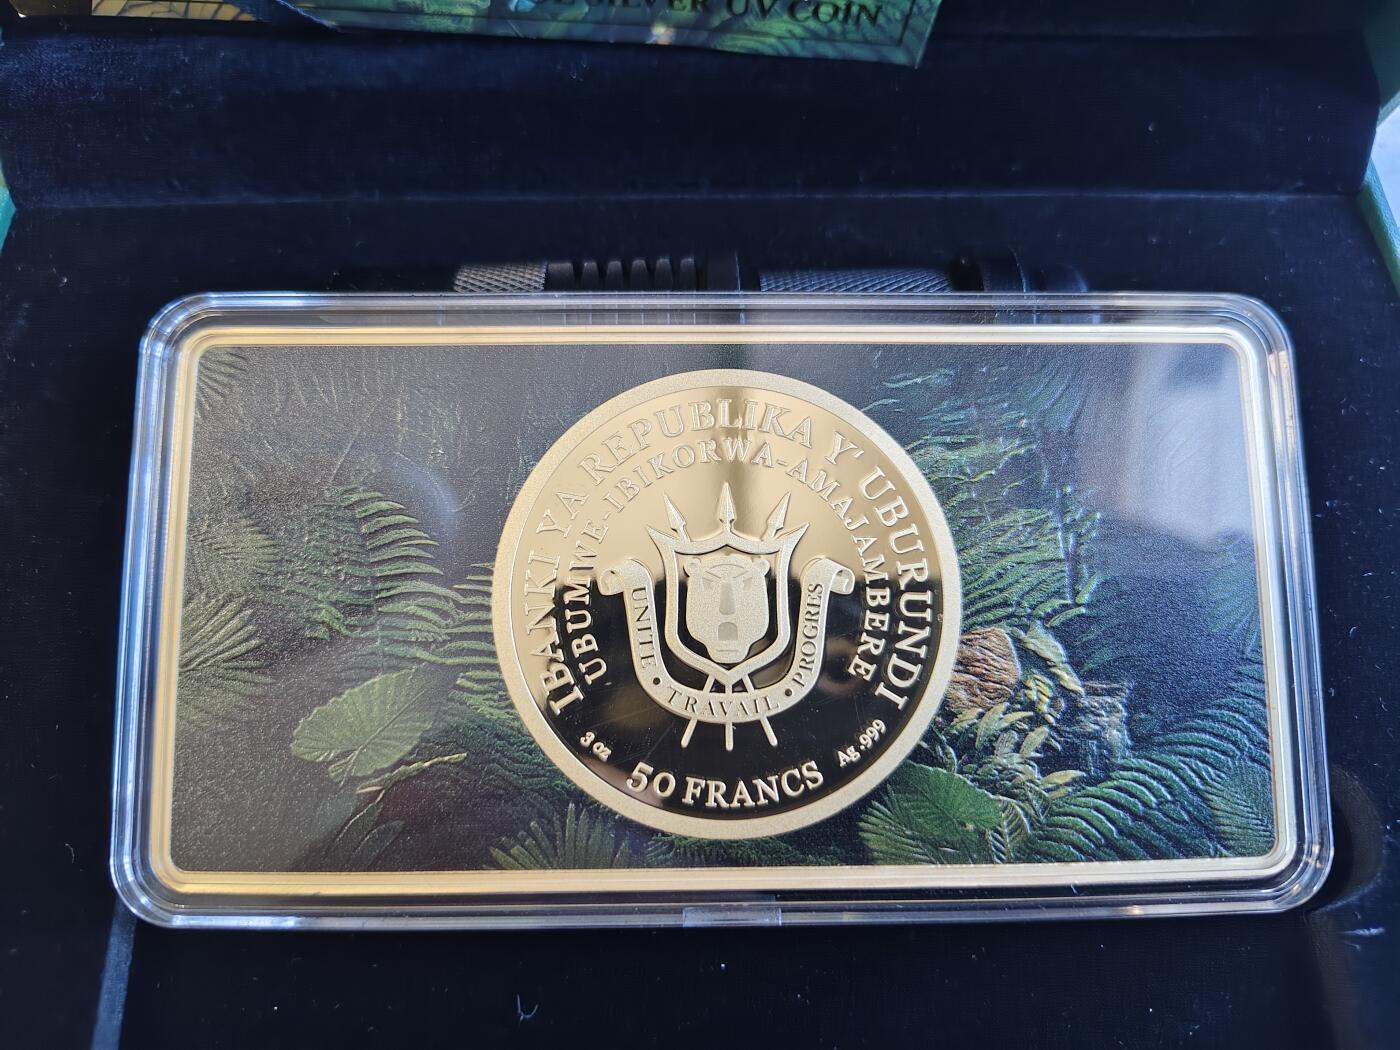 SILVER UV COIN
IBANKI YA REPUBLIKA Y' UBURUNDI
UBUMWE-IBIKORWA-AMAJAMBERE
UNITE • TRAVAIL • PROGRES
3 oz
50 FRANCS
Ag .999